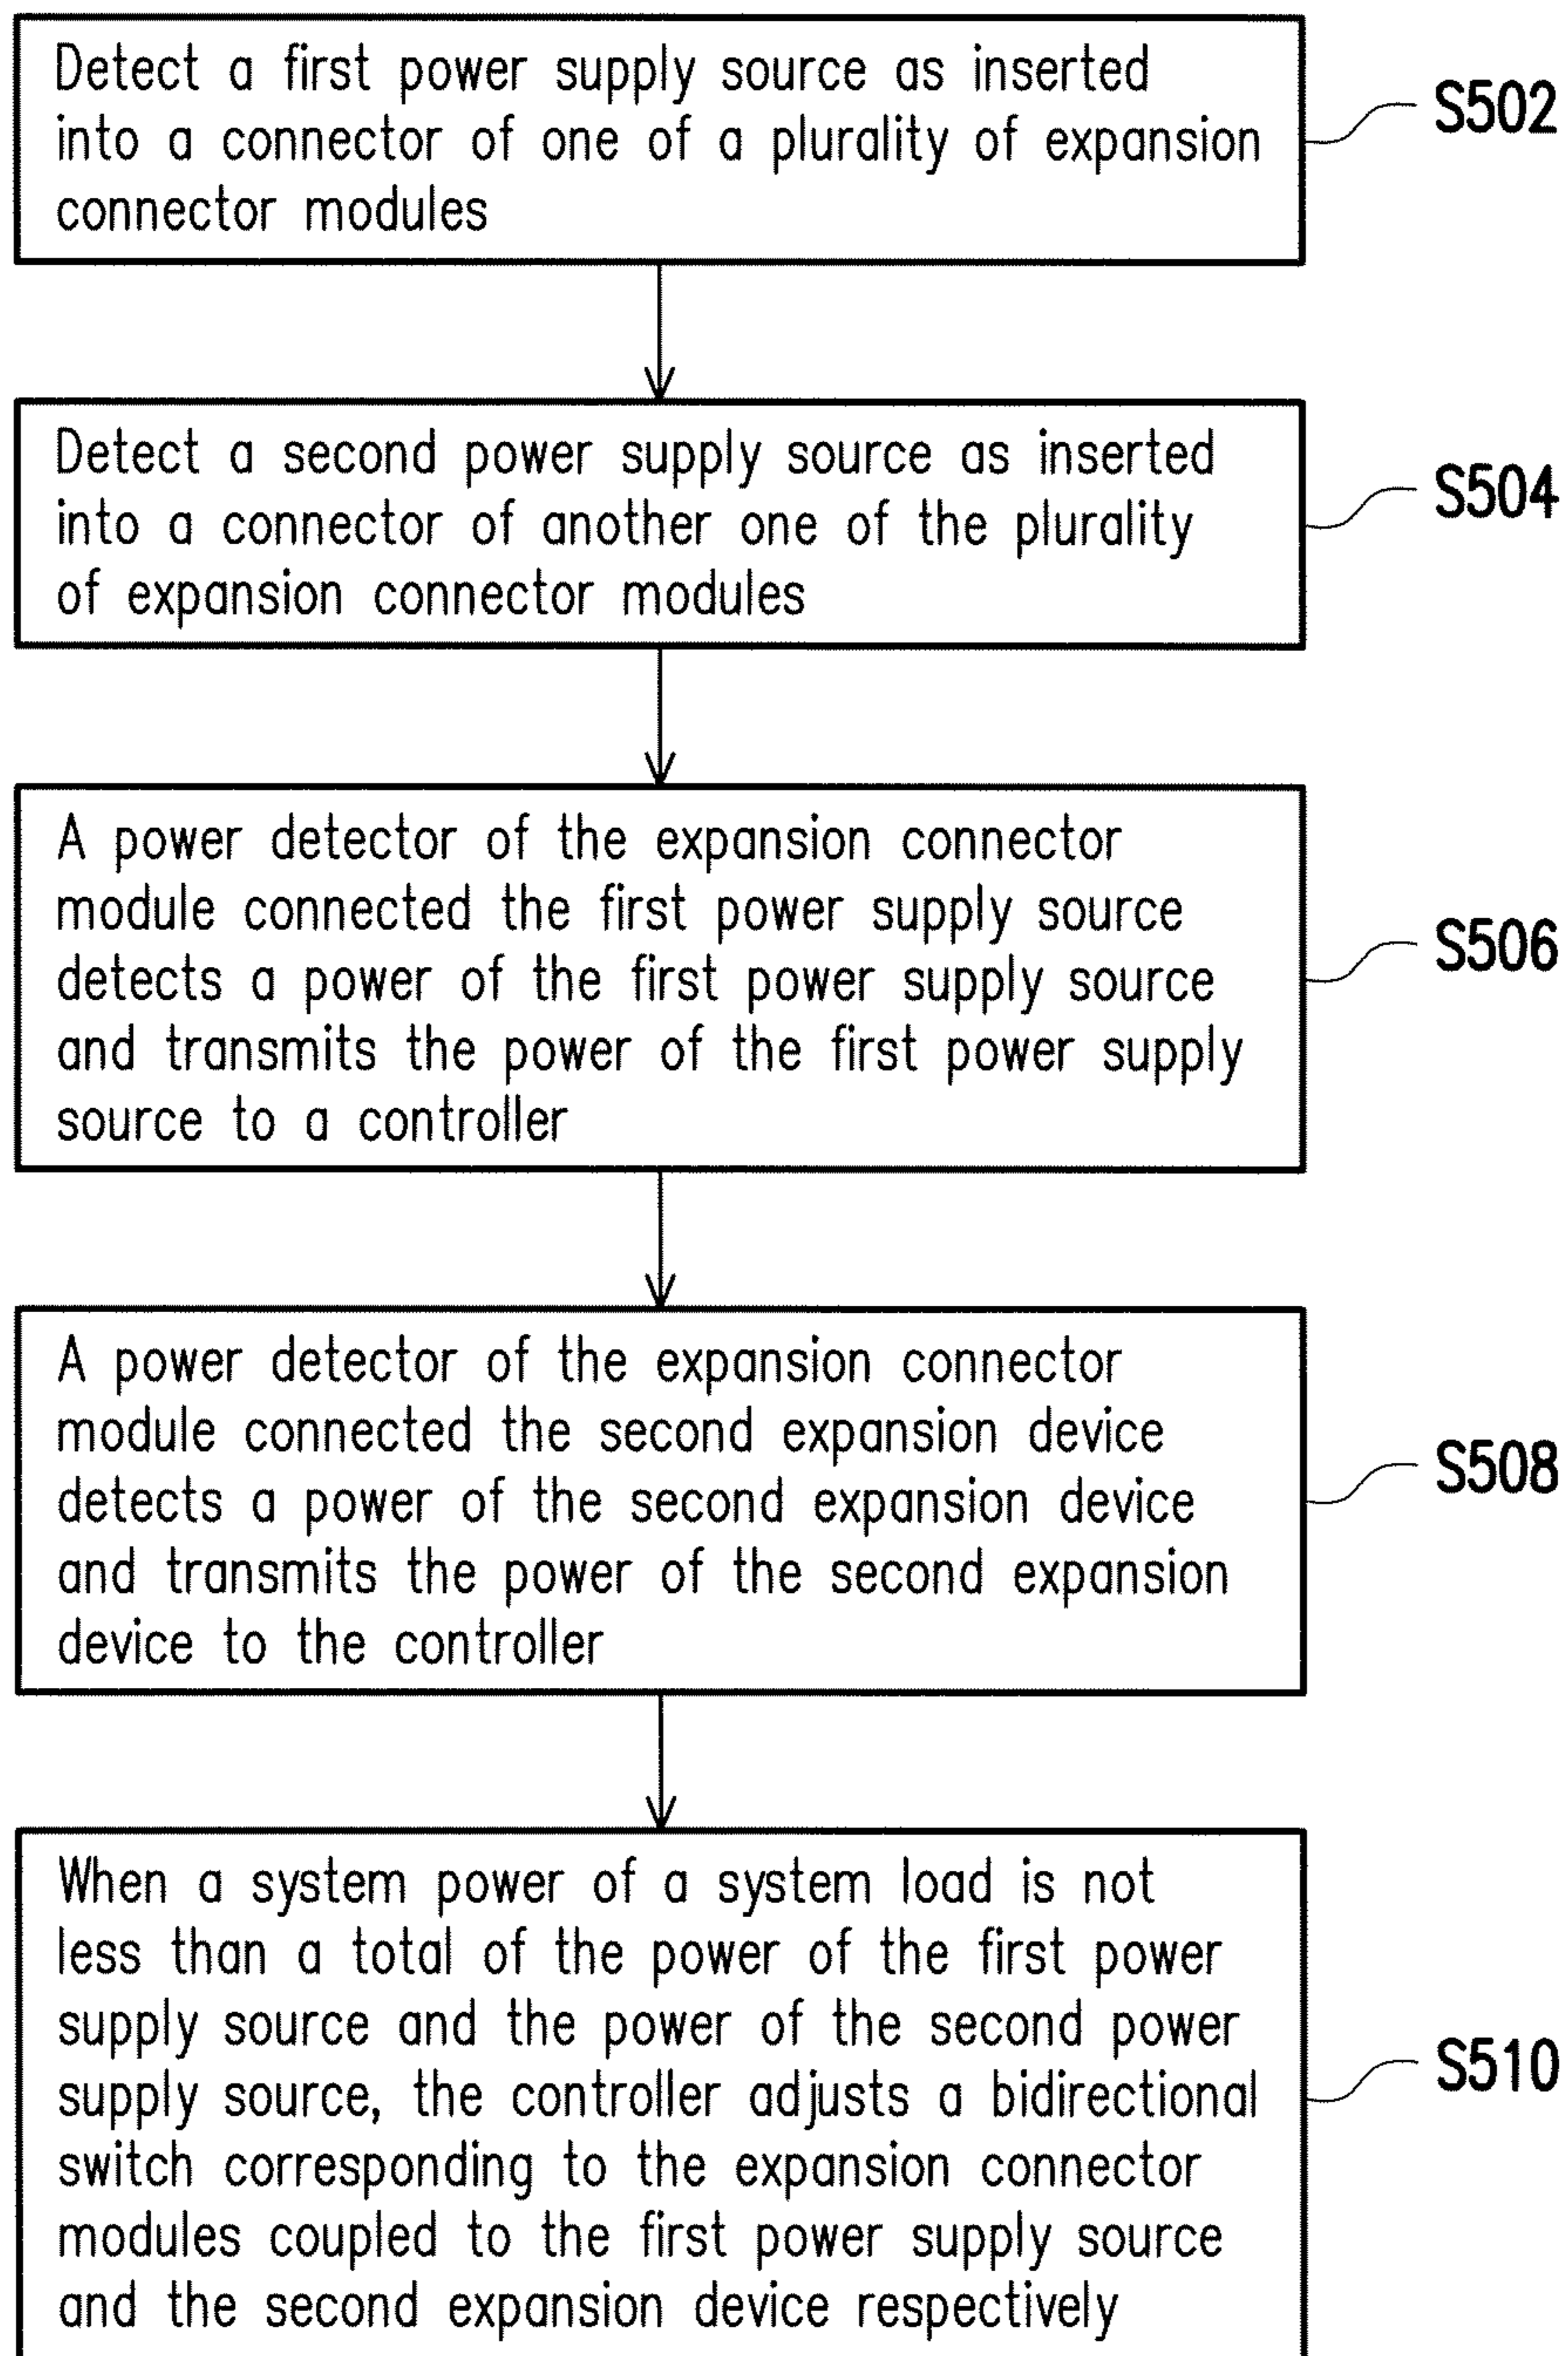 Detect a first power supply source as inserted
into a connector of one of a plurality of expansion
connector modules
S502
Detect a second power supply source as inserted
into a connector of another one of the plurality
of expansion connector modules
S504
A power detector of the expansion connector
module connected the first power supply source
detects a power of the first power supply source
and transmits the power of the first power supply
source to a controller
S506
A power detector of the expansion connector
module connected the second expansion device
detects a power of the second expansion device
and transmits the power of the second expansion
device to the controller
S508
When a system power of a system load is not
less than a total of the power of the first power
supply source and the power of the second power
supply source, the controller adjusts a bidirectional
switch corresponding to the expansion connector
modules coupled to the first power supply source
and the second expansion device respectively
S510